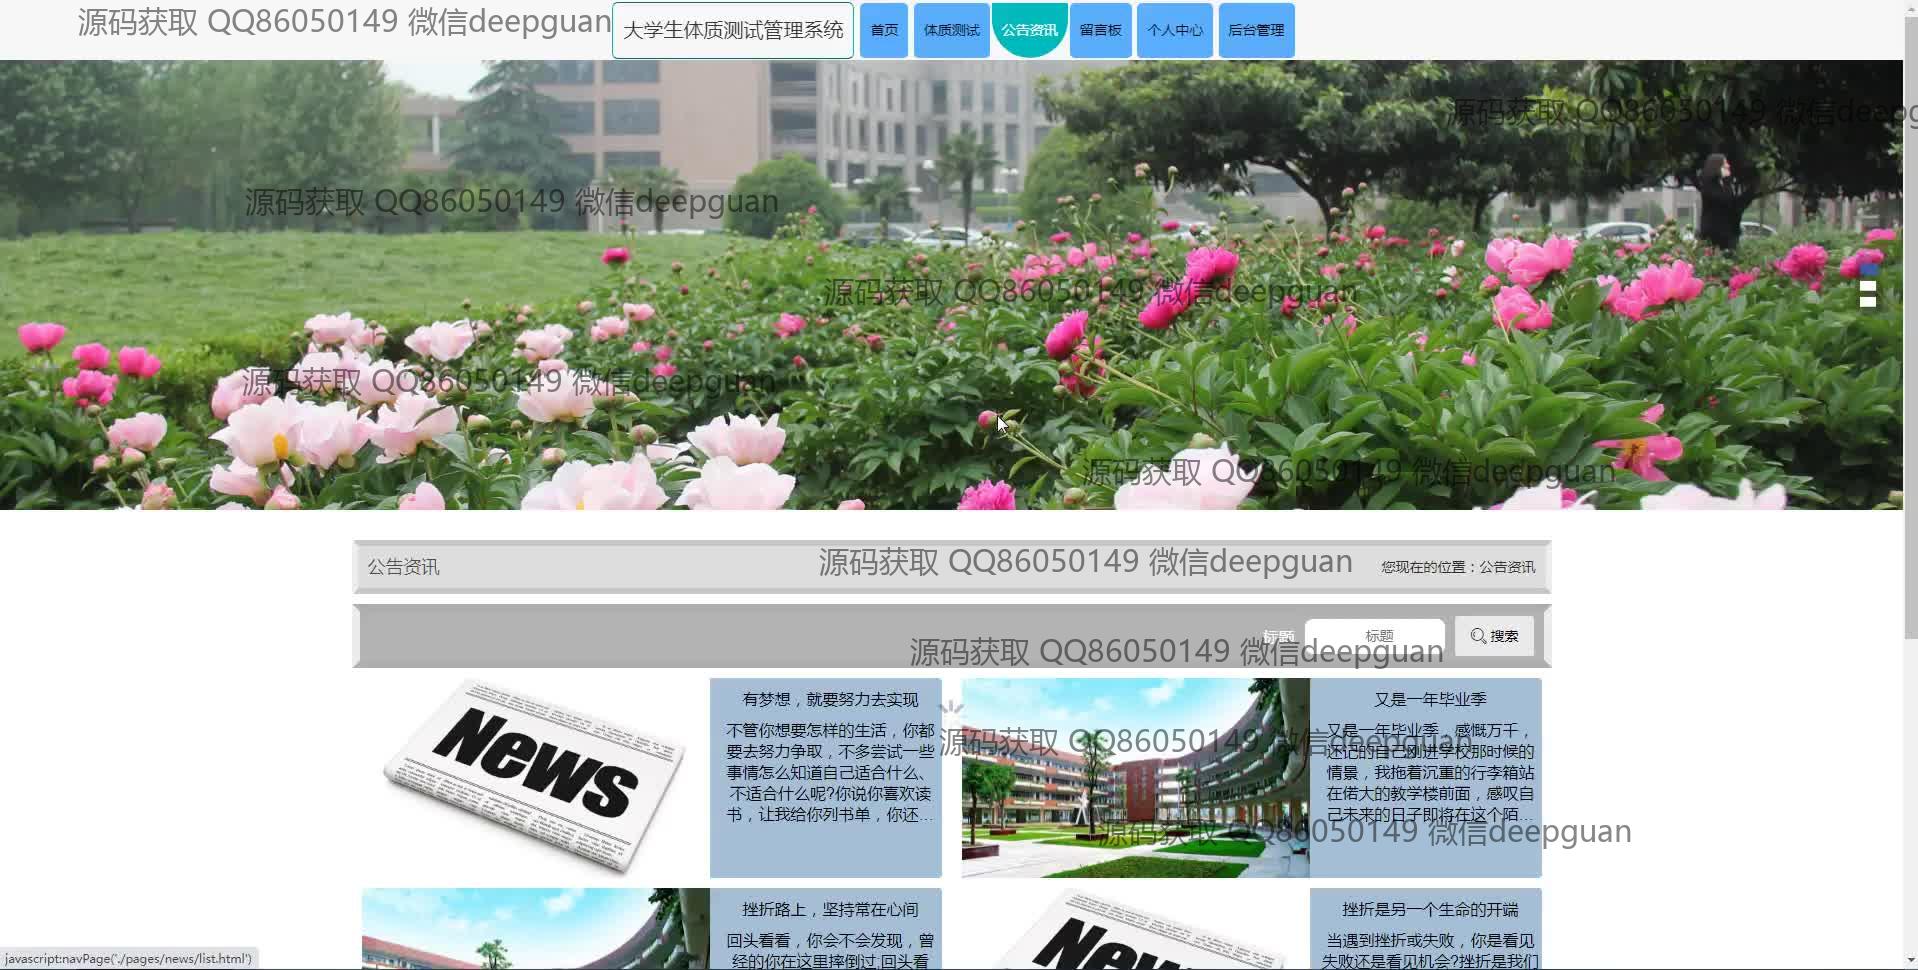 源码获取 QQ86050149 微信deepguan
大学生体质测试管理系统
首页
体质测试
公告资讯
留言板
个人中心
后台管理
源码获取 QQ86050149 微信deepg
源码获取 QQ86050149 微信deepguan
源码获取 QQ86050149 微信deepguan
源码获取 QQ86050149 微信deepguan
源码获取 QQ86050149 微信deepguan
公告资讯
源码获取 QQ86050149 微信deepguan
您现在的位置：公告资讯
标题
标题
搜索
源码获取 QQ86050149 微信deepguan
News
有梦想，就要努力去实现
不管你想要怎样的生活，你都
要去努力争取，不多尝试一些
事情怎么知道自己适合什么、
不适合什么呢?你说你喜欢读
书，让我给你列书单，你还...
又是一年毕业季
又是一年毕业季，感慨万千，
还记的自己刚进学校那时候的
情景，我拖着沉重的行李箱站
在偌大的教学楼前面，感叹自
己未来的日子即将在这个陌...
源码获取 QQ86050149 微信deepguan
源码获取 QQ86050149 微信deepguan
挫折路上，坚持常在心间
回头看看，你会不会发现，曾
经的你在这里摔倒过;回头看
News
挫折是另一个生命的开端
当遇到挫折或失败，你是看见
失败还是看见机会?挫折是我们
javascript:navPage('./pages/news/list.html')